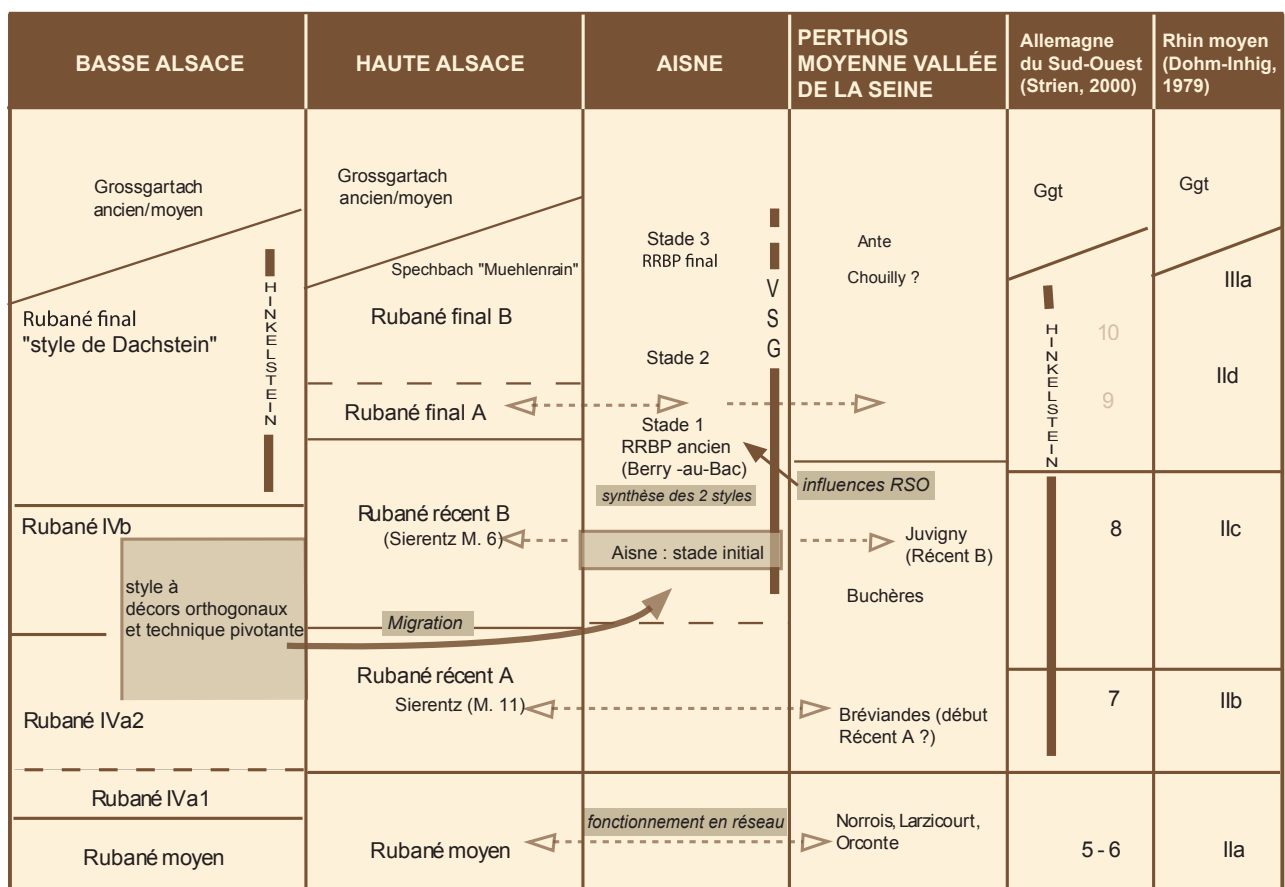 BASSE ALSACE
HAUTE ALSACE
AISNE
PERTHOIS
MOYENNE VALLÉE
DE LA SEINE
Allemagne
du Sud-Ouest
(Strien, 2000)
Rhin moyen
(Dohm-Inhig,
1979)
Grossgartach
ancien/moyen
HINKELSTEIN
Rubané final
"style de Dachstein"
Rubané IVb
style à
décors orthogonaux
et technique pivotante
Rubané IVa2
Rubané IVa1
Rubané moyen
Grossgartach
ancien/moyen
Spechbach "Muehlenrain"
Rubané final B
Rubané final A
Rubané récent B
(Sierentz M. 6)
Migration
Rubané récent A
Sierentz (M. 11)
Rubané moyen
Stade 3
RRBP final
Stade 2
Stade 1
RRBP ancien
(Berry -au-Bac)
synthèse des 2 styles
Aisne : stade initial
fonctionnement en réseau
VSG
Ante
Chouilly ?
influences RSO
Juvigny
(Récent B)
Buchères
Bréviandes (début
Récent A ?)
Norrois, Larzicourt,
Orconte
Ggt
HINKELSTEIN
10
9
8
7
5 - 6
Ggt
IIIa
IId
IIc
IIb
IIa